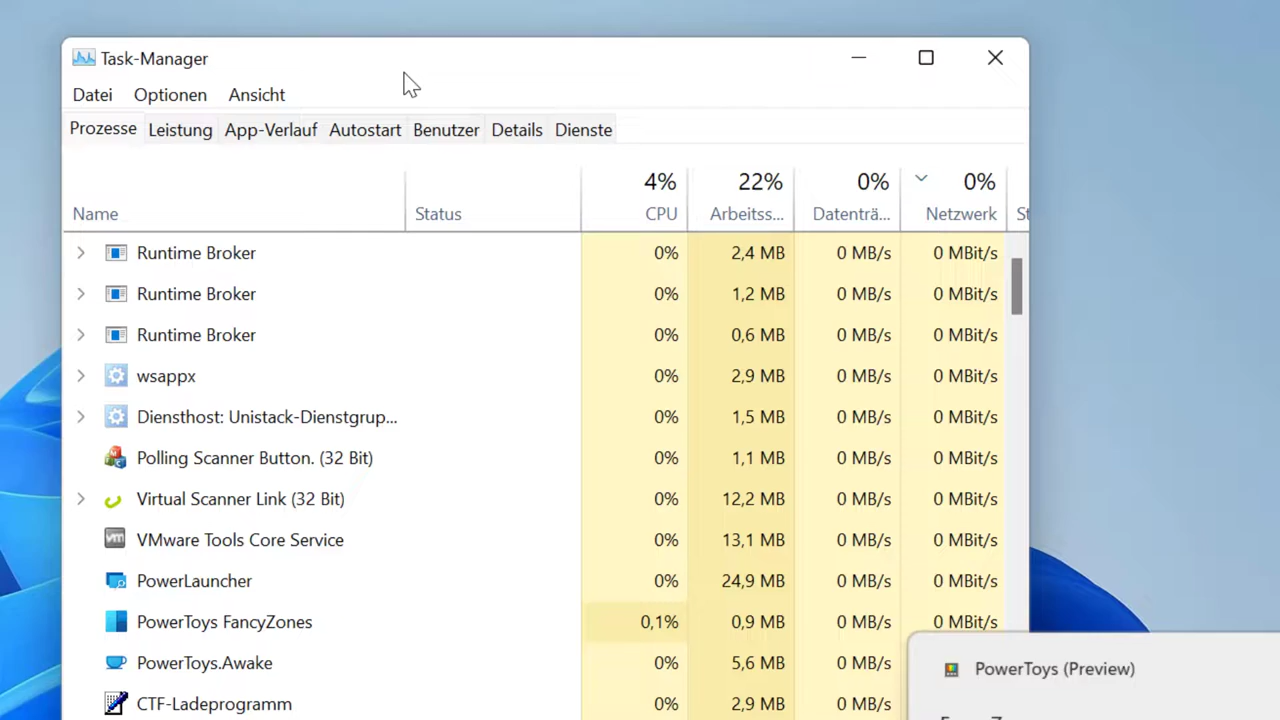 Task-Manager
Datei Optionen Ansicht
Prozesse Leistung App-Verlauf Autostart Benutzer Details Dienste
4% 22% 0% 0%
Name Status CPU Arbeitss... Datenträ... Netzwerk St
Runtime Broker 0% 2,4 MB 0 MB/s 0 MBit/s
Runtime Broker 0% 1,2 MB 0 MB/s 0 MBit/s
Runtime Broker 0% 0,6 MB 0 MB/s 0 MBit/s
wsappx 0% 2,9 MB 0 MB/s 0 MBit/s
Diensthost: Unistack-Dienstgrup... 0% 1,5 MB 0 MB/s 0 MBit/s
Polling Scanner Button. (32 Bit) 0% 1,1 MB 0 MB/s 0 MBit/s
Virtual Scanner Link (32 Bit) 0% 12,2 MB 0 MB/s 0 MBit/s
VMware Tools Core Service 0% 13,1 MB 0 MB/s 0 MBit/s
PowerLauncher 0% 24,9 MB 0 MB/s 0 MBit/s
PowerToys FancyZones 0,1% 0,9 MB 0 MB/s 0 MBit/s
PowerToys.Awake 0% 5,6 MB 0 MB/s
PowerToys (Preview)
CTF-Ladeprogramm 0% 2,9 MB 0 MB/s